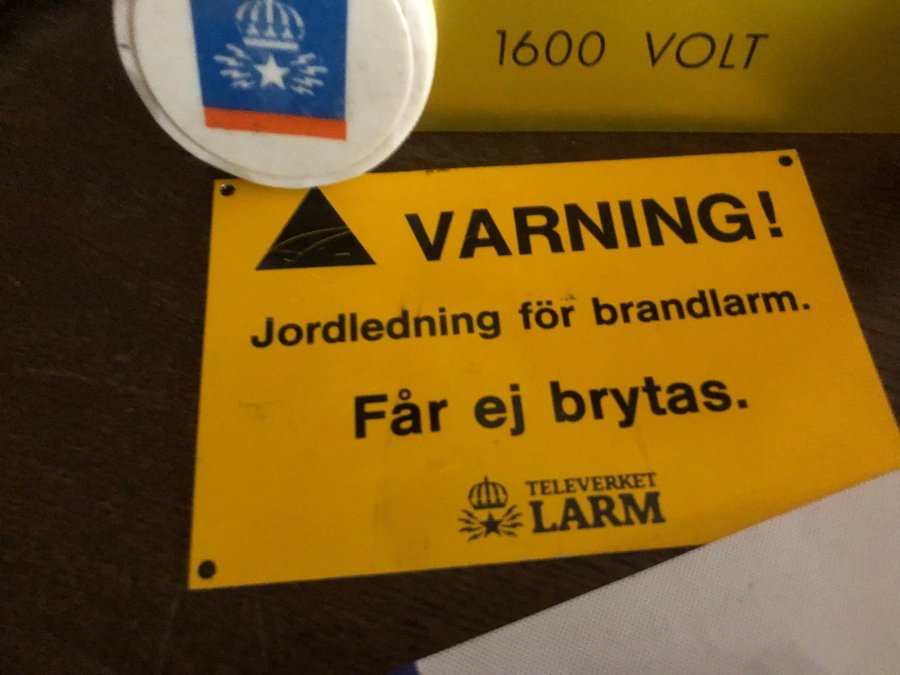 1600 VOLT
VARNING!
Jordledning för brandlarm.
Får ej brytas.
TELEVERKET
LARM